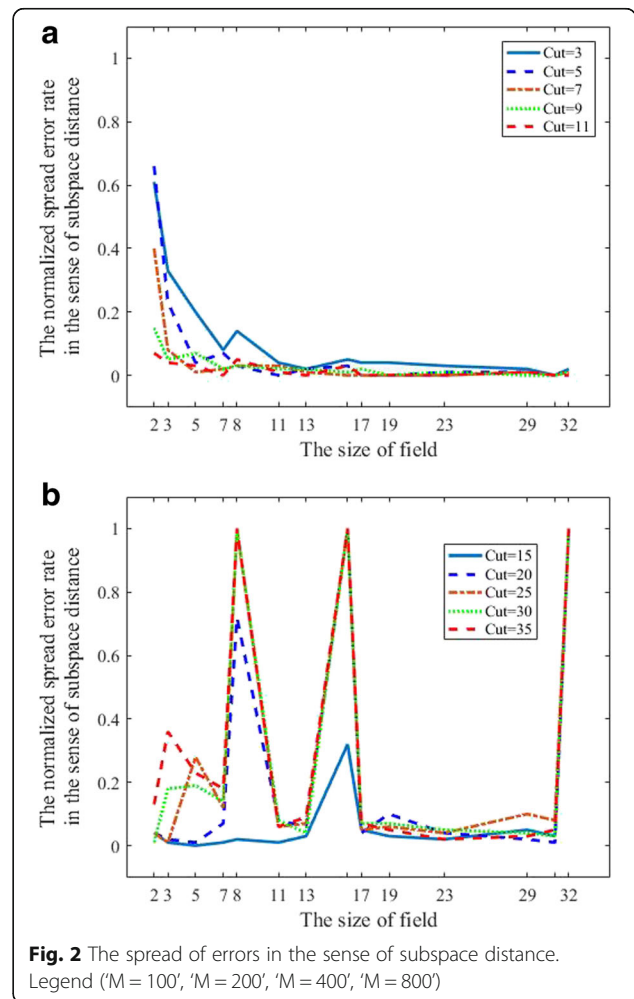 a
The normalized spread error rate
in the sense of subspace distance
1
0.8
0.6
0.4
0.2
0
Cut=3
Cut=5
Cut=7
Cut=9
Cut=11
2 3 5 7 8 11 13 16 17 19 23 29 32
The size of field
b
The normalized spread error rate
in the sense of subspace distance
1
0.8
0.6
0.4
0.2
0
Cut=15
Cut=20
Cut=25
Cut=30
Cut=35
2 3 5 7 8 11 13 16 17 19 23 29 32
The size of field
Fig. 2 The spread of errors in the sense of subspace distance.
Legend (‘M = 100’, ‘M = 200’, ‘M = 400’, ‘M = 800’)